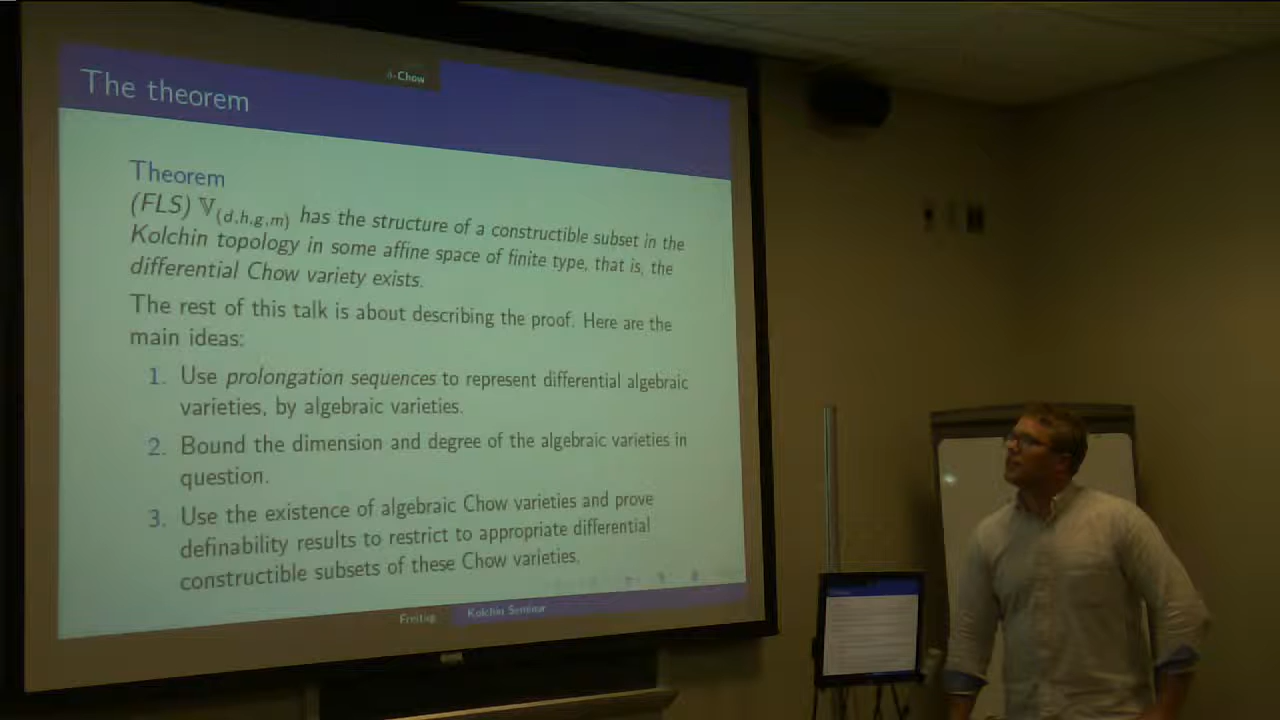 δ-Chow
The theorem
Theorem
(FLS) 𝕍(d,h,g,m) has the structure of a constructible subset in the
Kolchin topology in some affine space of finite type, that is, the
differential Chow variety exists.
The rest of this talk is about describing the proof. Here are the
main ideas:
1. Use prolongation sequences to represent differential algebraic
varieties, by algebraic varieties.
2. Bound the dimension and degree of the algebraic varieties in
question.
3. Use the existence of algebraic Chow varieties and prove
definability results to restrict to appropriate differential
constructible subsets of these Chow varieties.
Freitag Kolchin Seminar